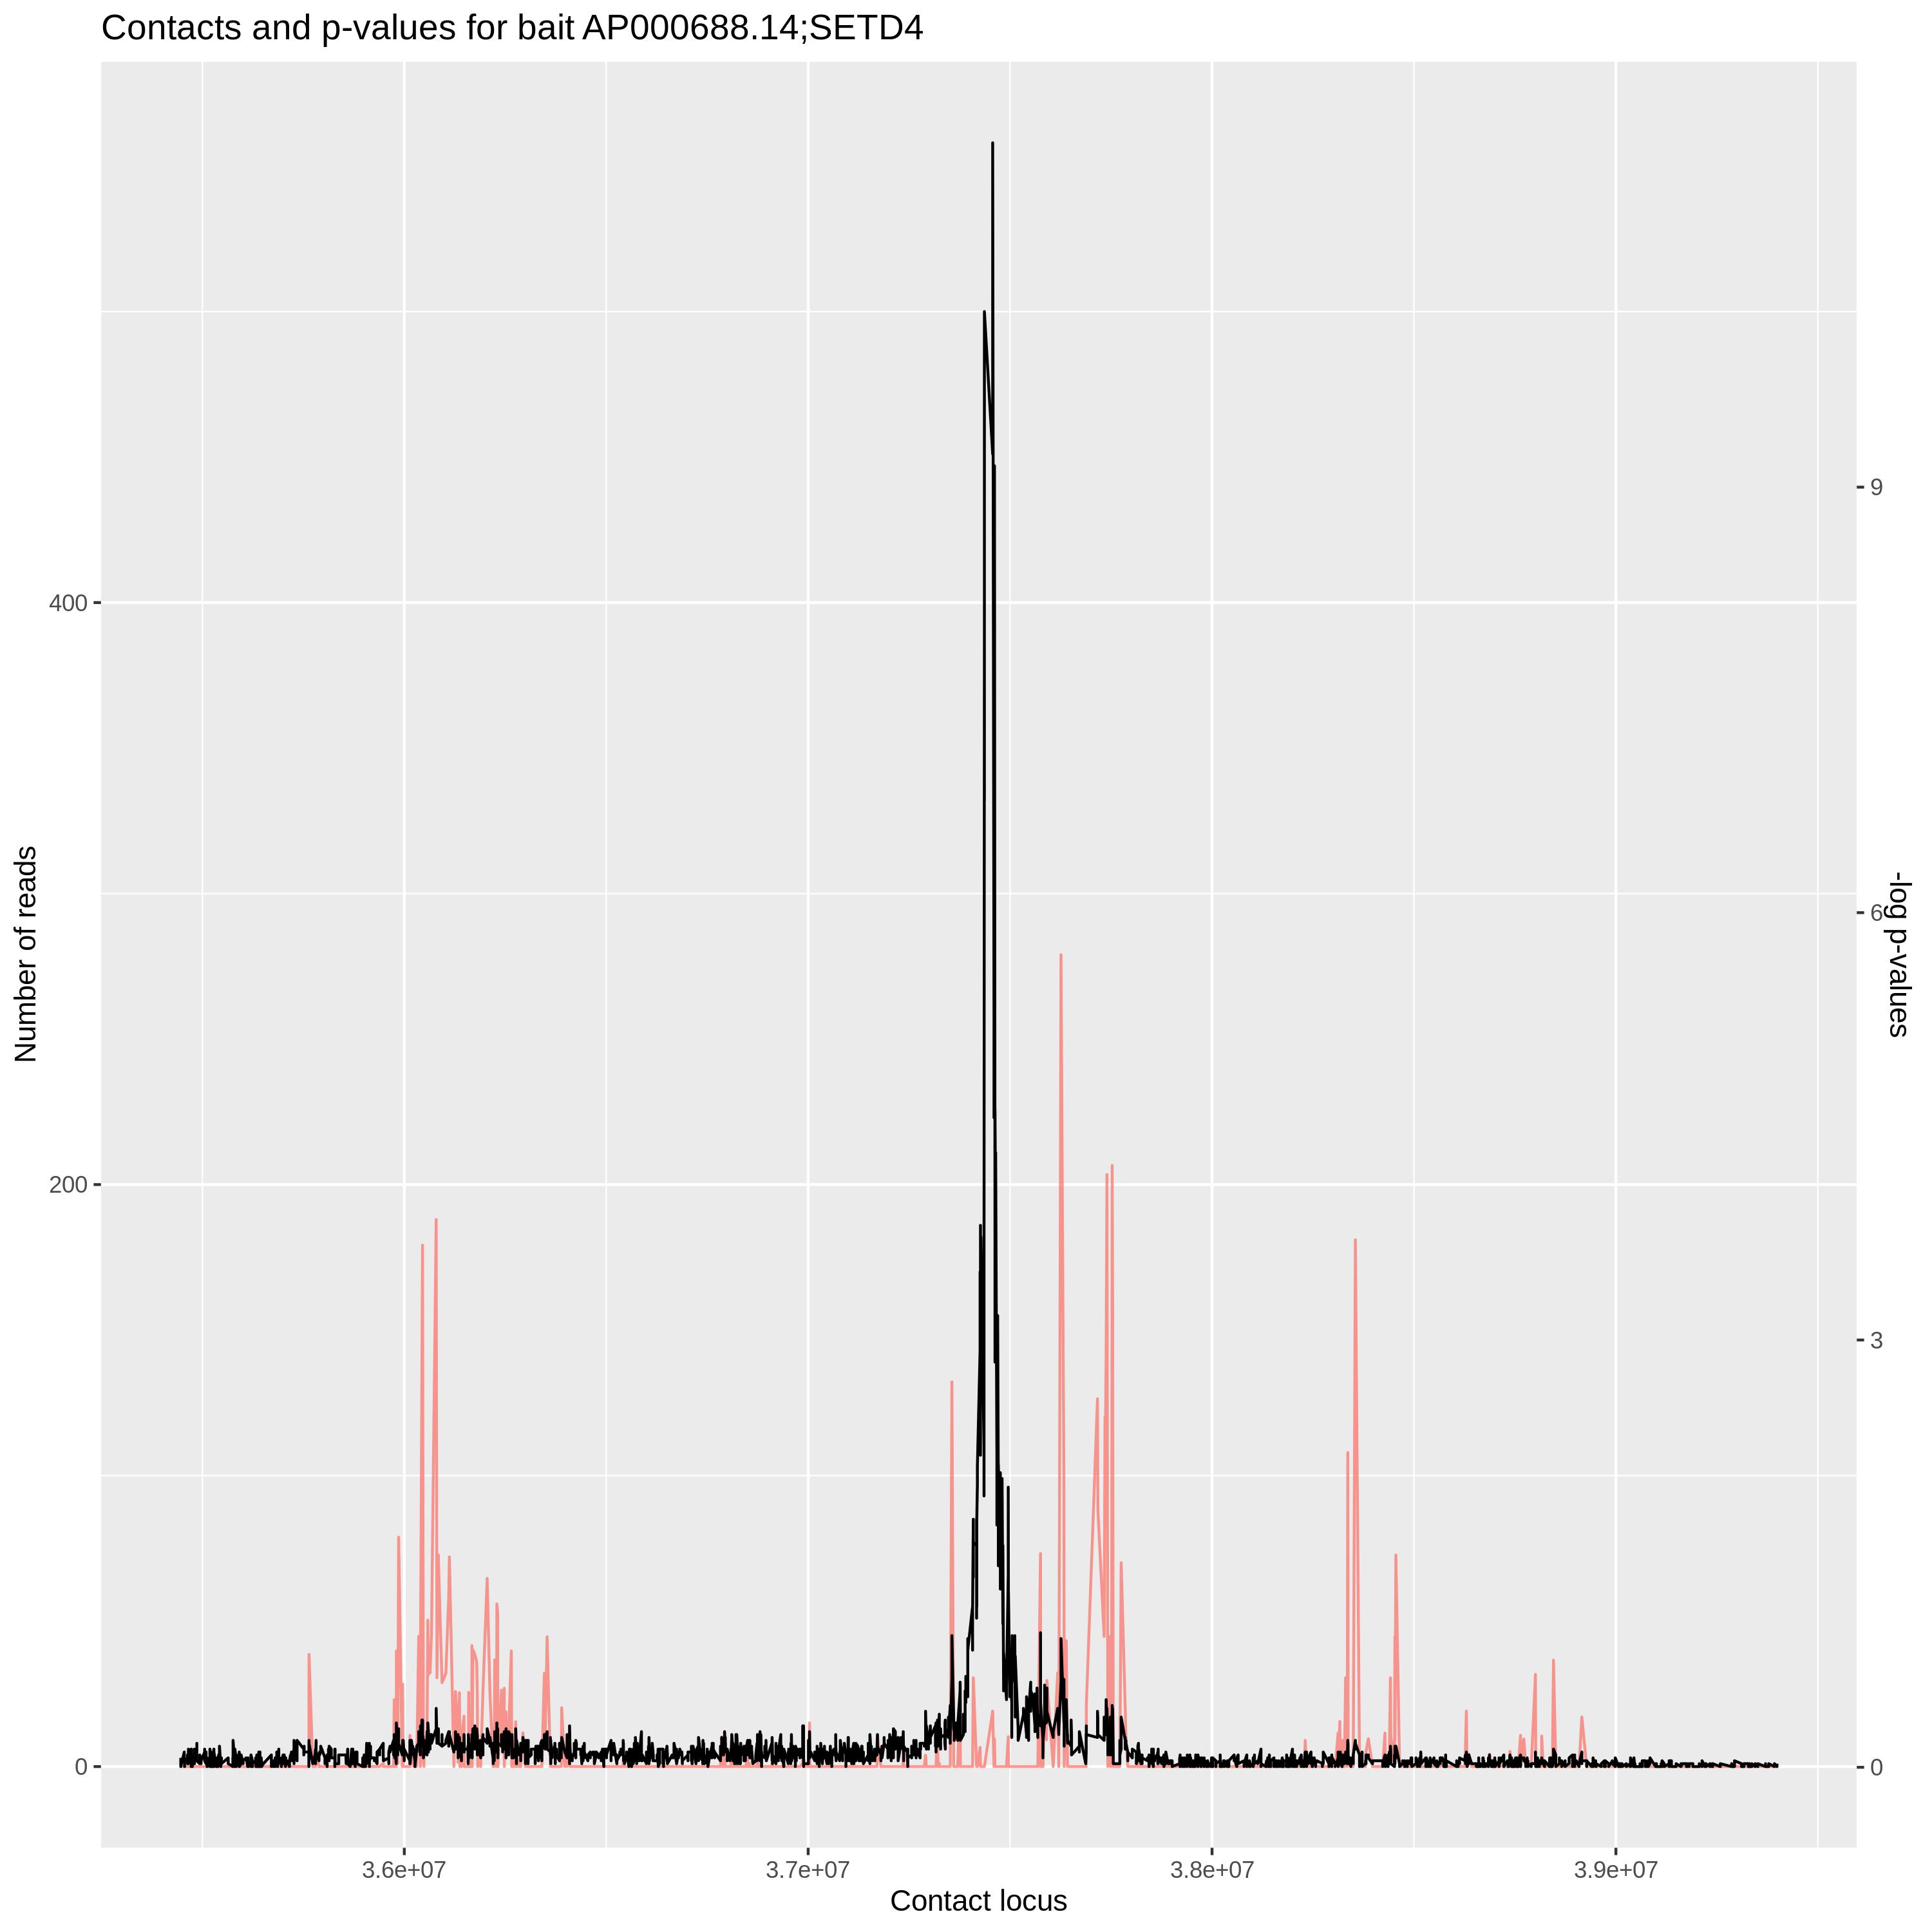 Contacts and p-values for bait AP000688.14;SETD4
Number of reads
400
200
0
9
6
3
0
-log p-values
3.6e+07
3.7e+07
3.8e+07
3.9e+07
Contact locus